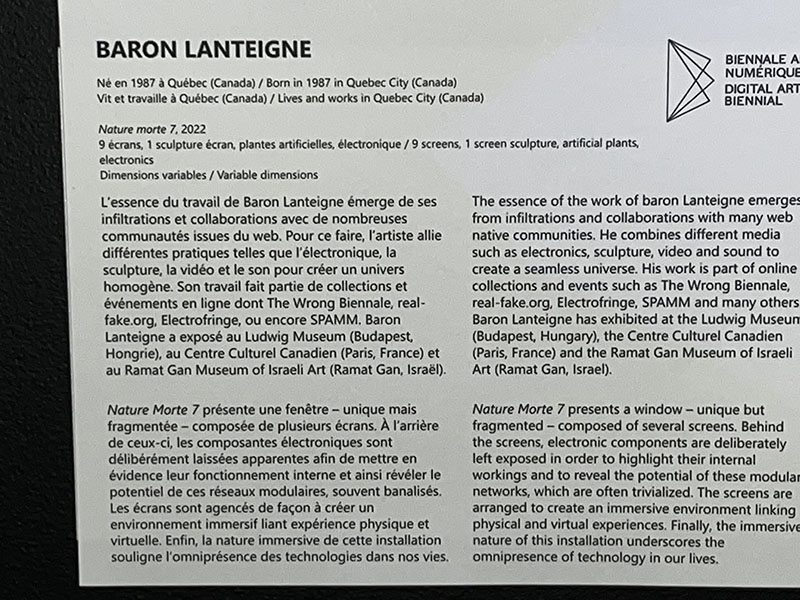 BARON LANTEIGNE
Né en 1987 à Québec (Canada) / Born in 1987 in Quebec City (Canada)
Vit et travaille à Québec (Canada) / Lives and works in Quebec City (Canada)
Nature morte 7, 2022
9 écrans, 1 sculpture écran, plantes artificielles, électronique / 9 screens, 1 screen sculpture, artificial plants,
electronics
Dimensions variables / Variable dimensions
BIENNALE A
NUMÉRIQUE
DIGITAL ART
BIENNIAL
L’essence du travail de Baron Lanteigne émerge de ses
infiltrations et collaborations avec de nombreuses
communautés issues du web. Pour ce faire, l’artiste allie
différentes pratiques telles que l’électronique, la
sculpture, la vidéo et le son pour créer un univers
homogène. Son travail fait partie de collections et
événements en ligne dont The Wrong Biennale, real-
fake.org, Electrofringe, ou encore SPAMM. Baron
Lanteigne a exposé au Ludwig Museum (Budapest,
Hongrie), au Centre Culturel Canadien (Paris, France) et
au Ramat Gan Museum of Israeli Art (Ramat Gan, Israël).
Nature Morte 7 présente une fenêtre – unique mais
fragmentée – composée de plusieurs écrans. À l’arrière
de ceux-ci, les composantes électroniques sont
délibérément laissées apparentes afin de mettre en
évidence leur fonctionnement interne et ainsi révéler le
potentiel de ces réseaux modulaires, souvent banalisés.
Les écrans sont agencés de façon à créer un
environnement immersif liant expérience physique et
virtuelle. Enfin, la nature immersive de cette installation
souligne l’omniprésence des technologies dans nos vies.
The essence of the work of baron Lanteigne emerges
from infiltrations and collaborations with many web
native communities. He combines different media
such as electronics, sculpture, video and sound to
create a seamless universe. His work is part of online
collections and events such as The Wrong Biennale,
real-fake.org, Electrofringe, SPAMM and many others
Baron Lanteigne has exhibited at the Ludwig Museum
(Budapest, Hungary), the Centre Culturel Canadien
(Paris, France) and the Ramat Gan Museum of Israeli
Art (Ramat Gan, Israel).
Nature Morte 7 presents a window – unique but
fragmented – composed of several screens. Behind
the screens, electronic components are deliberately
left exposed in order to highlight their internal
workings and to reveal the potential of these modular
networks, which are often trivialized. The screens are
arranged to create an immersive environment linking
physical and virtual experiences. Finally, the immersive
nature of this installation underscores the
omnipresence of technology in our lives.